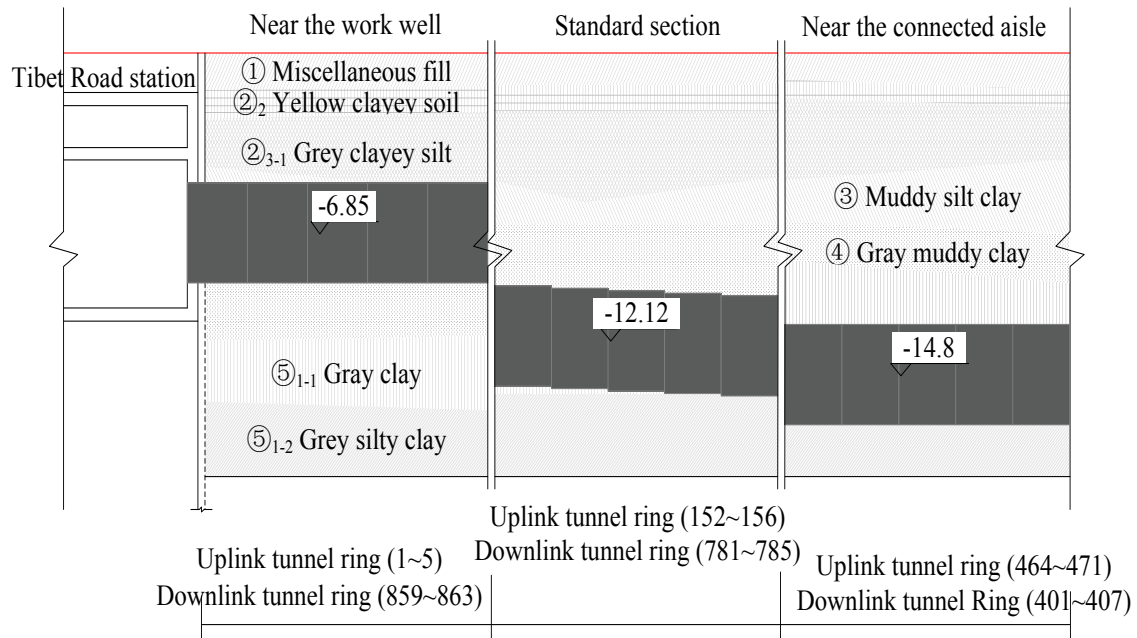 Near the work well
Standard section
Near the connected aisle
Tibet Road station
① Miscellaneous fill
②₂ Yellow clayey soil
②₃₋₁ Grey clayey silt
-6.85
③ Muddy silt clay
④ Gray muddy clay
-12.12
-14.8
⑤₁₋₁ Gray clay
⑤₁₋₂ Grey silty clay
Uplink tunnel ring (1~5)
Downlink tunnel ring (859~863)
Uplink tunnel ring (152~156)
Downlink tunnel ring (781~785)
Uplink tunnel ring (464~471)
Downlink tunnel Ring (401~407)